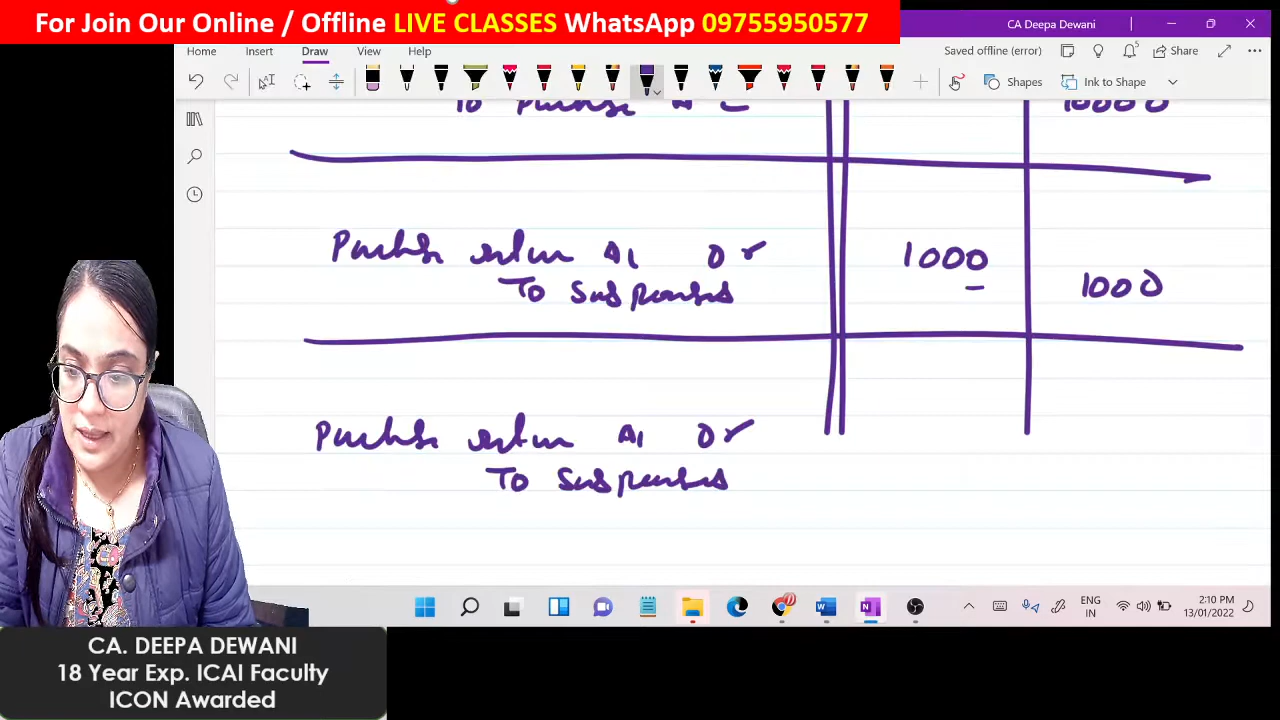 For Join Our Online / Offline LIVE CLASSES WhatsApp 09755950577
CA Deepa Dewani
Home Insert Draw View Help
Saved offline (error)
Share
Shapes
Ink to Shape
To 10000
return A/c Dr 1000
To Suspense 1000
return A/c Dr
To Suspense
ENG
IN
2:10 PM
13/01/2022
CA. DEEPA DEWANI
18 Year Exp. ICAI Faculty
ICON Awarded